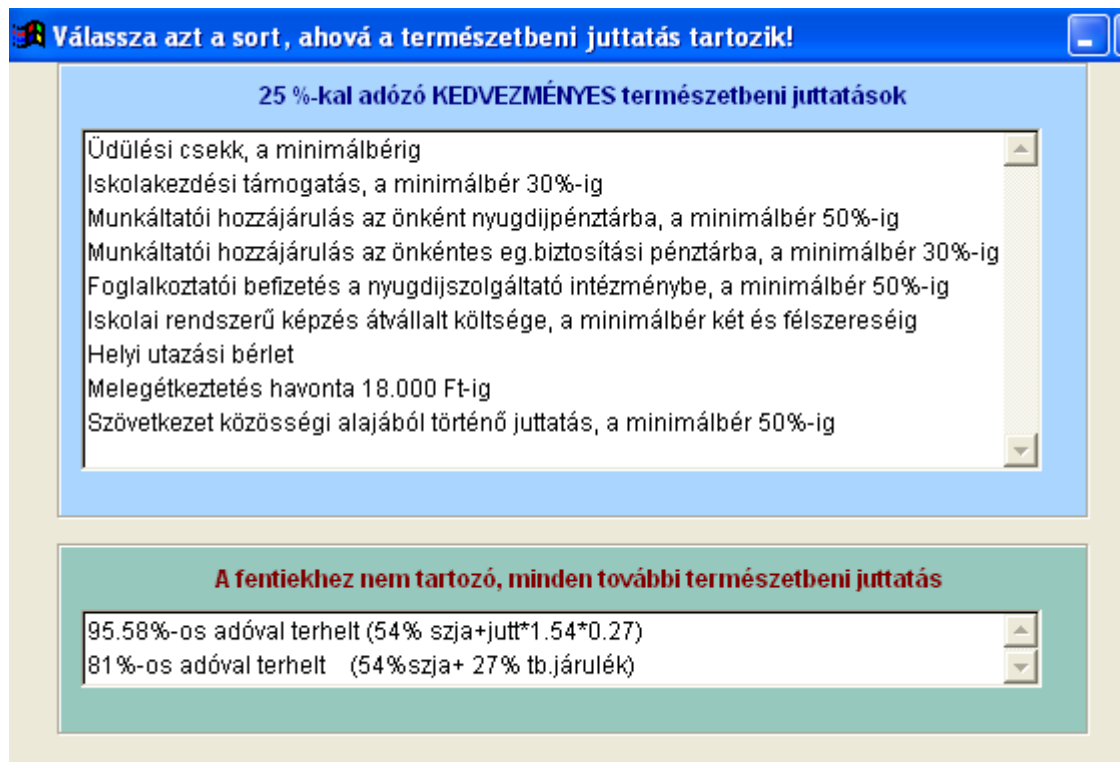 Válassza azt a sort, ahová a természetbeni juttatás tartozik!
25 %-kal adózó KEDVEZMÉNYES természetbeni juttatások
Üdülési csekk, a minimálbérig
Iskolakezdési támogatás, a minimálbér 30%-ig
Munkáltatói hozzájárulás az önként nyugdijpénztárba, a minimálbér 50%-ig
Munkáltatói hozzájárulás az önkéntes eg.biztosítási pénztárba, a minimálbér 30%-ig
Foglalkoztatói befizetés a nyugdijszolgáltató intézménybe, a minimálbér 50%-ig
Iskolai rendszerű képzés átvállalt költsége, a minimálbér két és félszereséig
Helyi utazási bérlet
Melegétkeztetés havonta 18.000 Ft-ig
Szövetkezet közösségi alajából történő juttatás, a minimálbér 50%-ig
A fentiekhez nem tartozó, minden további természetbeni juttatás
95.58%-os adóval terhelt (54% szja+jutt*1.54*0.27)
81%-os adóval terhelt (54%szja+ 27% tb.járulék)